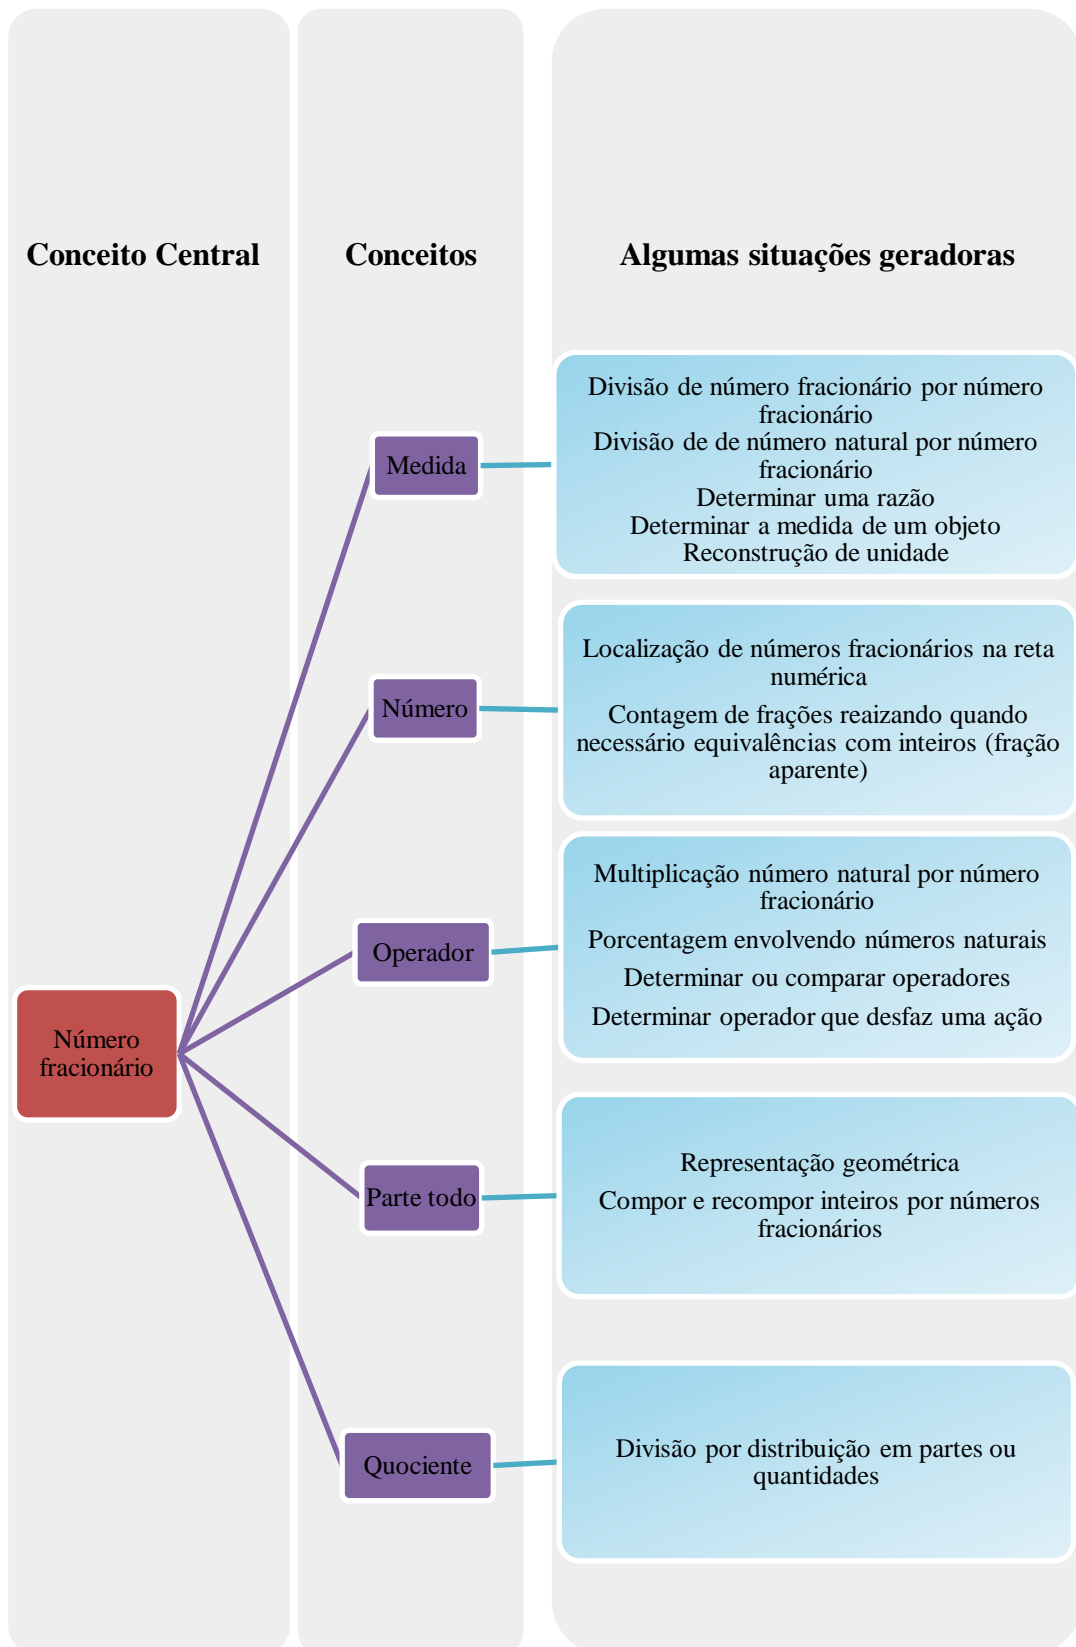 Conceito Central
Conceitos
Algumas situações geradoras
Número
fracionário
Medida
Divisão de número fracionário por número
fracionário
Divisão de de número natural por número
fracionário
Determinar uma razão
Determinar a medida de um objeto
Reconstrução de unidade
Número
Localização de números fracionários na reta
numérica
Contagem de frações reaizando quando
necessário equivalências com inteiros (fração
aparente)
Operador
Multiplicação número natural por número
fracionário
Porcentagem envolvendo números naturais
Determinar ou comparar operadores
Determinar operador que desfaz uma ação
Parte todo
Representação geométrica
Compor e recompor inteiros por números
fracionários
Quociente
Divisão por distribuição em partes ou
quantidades